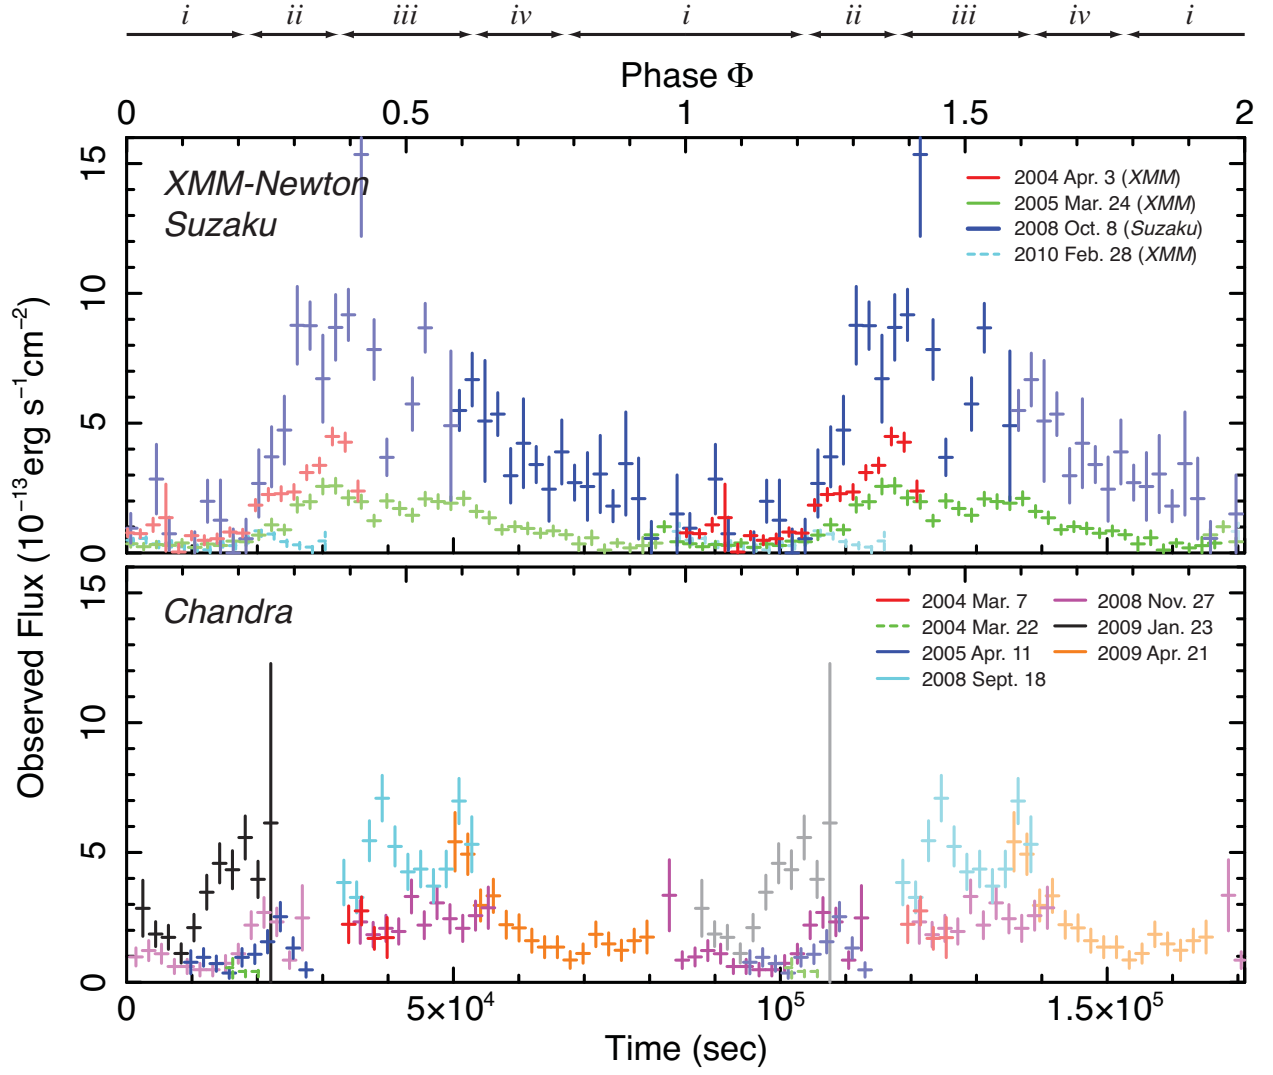 i ii iii iv i ii iii iv i
Phase Φ
0 0.5 1 1.5 2
XMM-Newton
Suzaku
2004 Apr. 3 (XMM)
2005 Mar. 24 (XMM)
2008 Oct. 8 (Suzaku)
2010 Feb. 28 (XMM)
15
10
5
0
Observed Flux (10⁻¹³erg s⁻¹cm⁻²)
Chandra
2004 Mar. 7
2004 Mar. 22
2005 Apr. 11
2008 Sept. 18
2008 Nov. 27
2009 Jan. 23
2009 Apr. 21
15
10
5
0
0 5×10⁴ 10⁵ 1.5×10⁵
Time (sec)